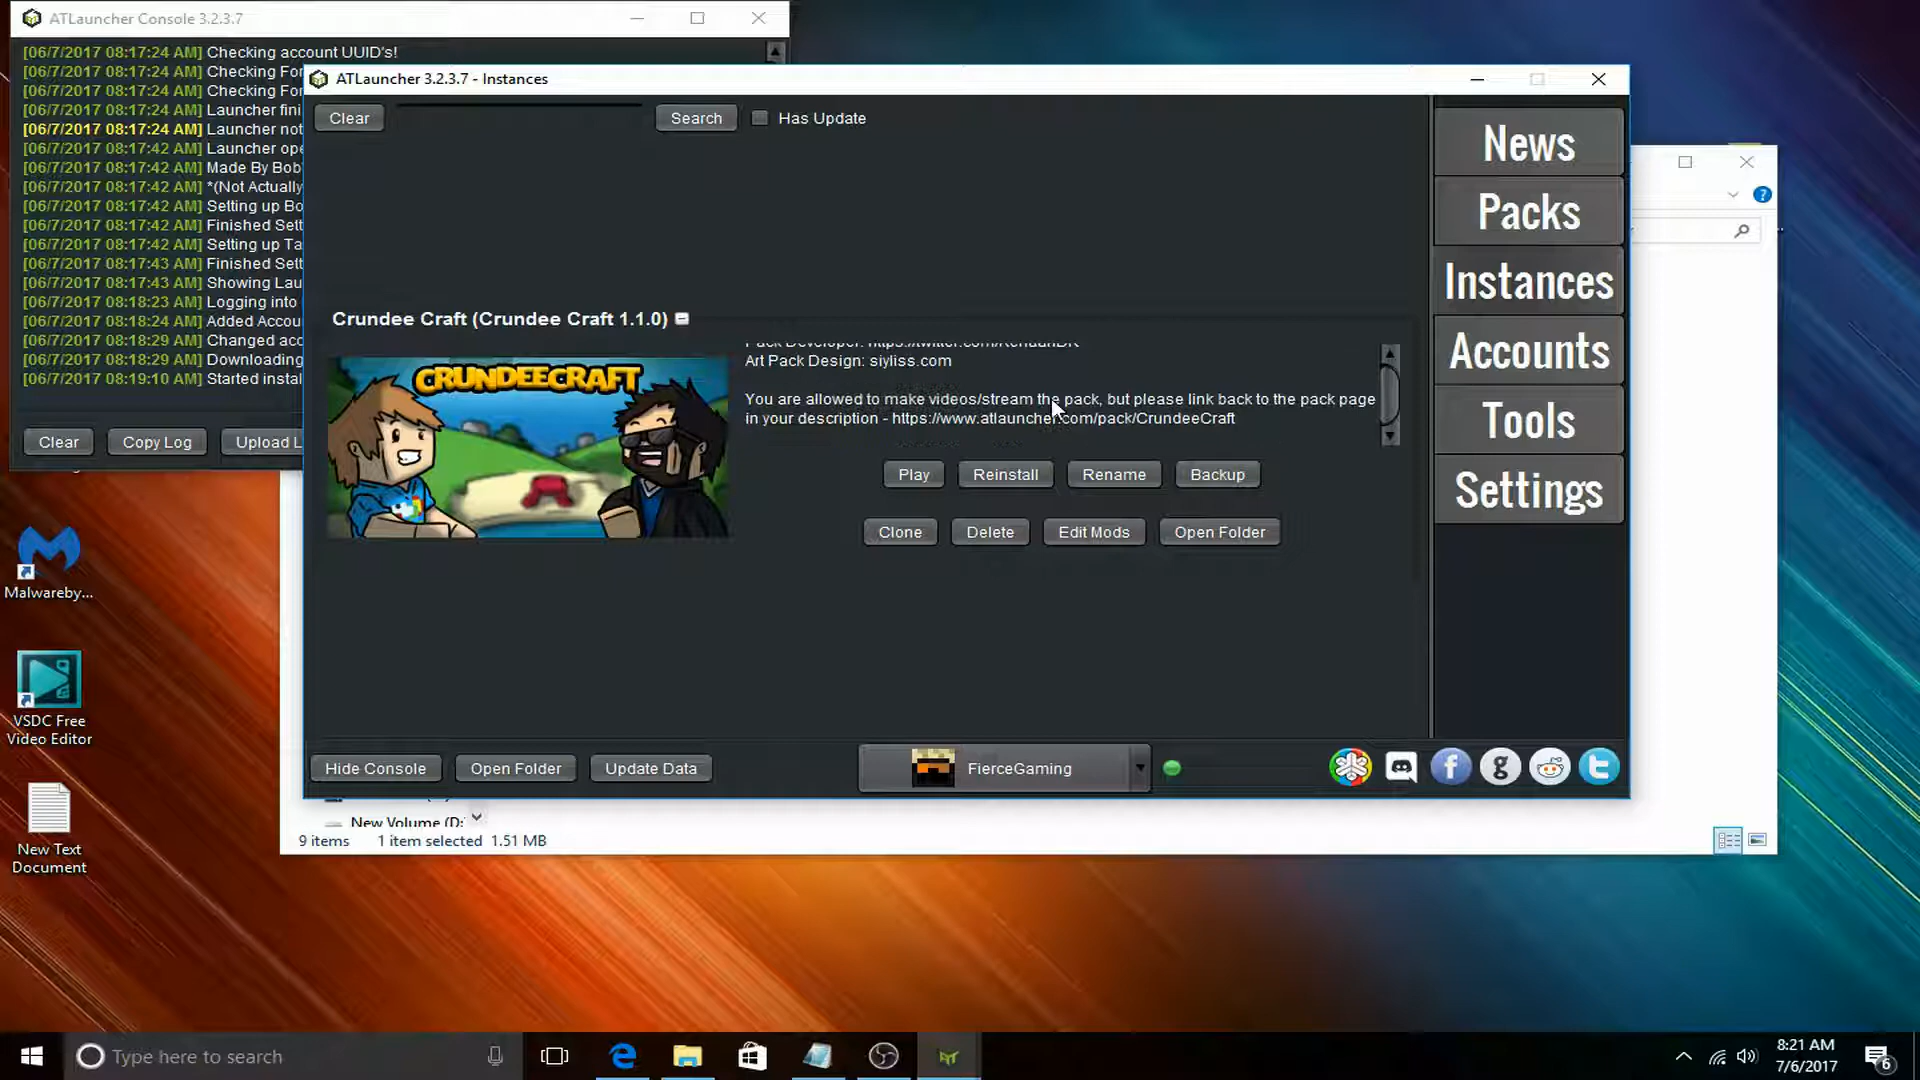 ATLauncher Console 3.2.3.7
[06/7/2017 08:17:24 AM] Checking account UUID's!
[06/7/2017 08:17:24 AM] Checking For
[06/7/2017 08:17:24 AM] Checking For
[06/7/2017 08:17:24 AM] Launcher fini
[06/7/2017 08:17:24 AM] Launcher not
[06/7/2017 08:17:42 AM] Launcher ope
[06/7/2017 08:17:42 AM] Made By Bob
[06/7/2017 08:17:42 AM] *(Not Actually
[06/7/2017 08:17:42 AM] Setting up Bo
[06/7/2017 08:17:42 AM] Finished Sett
[06/7/2017 08:17:42 AM] Setting up Ta
[06/7/2017 08:17:43 AM] Finished Sett
[06/7/2017 08:17:43 AM] Showing Lau
[06/7/2017 08:18:23 AM] Logging into
[06/7/2017 08:18:24 AM] Added Accou
[06/7/2017 08:18:29 AM] Changed acc
[06/7/2017 08:18:29 AM] Downloading
[06/7/2017 08:19:10 AM] Started instal
Clear Copy Log Upload L
ATLauncher 3.2.3.7 - Instances
Clear Search Has Update
Crundee Craft (Crundee Craft 1.1.0)
CRUNDEECRAFT
Art Pack Design: siyliss.com
You are allowed to make videos/stream the pack, but please link back to the pack page
in your description - https://www.atlauncher.com/pack/CrundeeCraft
Play Reinstall Rename Backup
Clone Delete Edit Mods Open Folder
News
Packs
Instances
Accounts
Tools
Settings
Hide Console Open Folder Update Data
FierceGaming
New Volume (D:
9 items 1 item selected 1.51 MB
Malwareby...
VSDC Free
Video Editor
New Text
Document
Type here to search
8:21 AM
7/6/2017
6